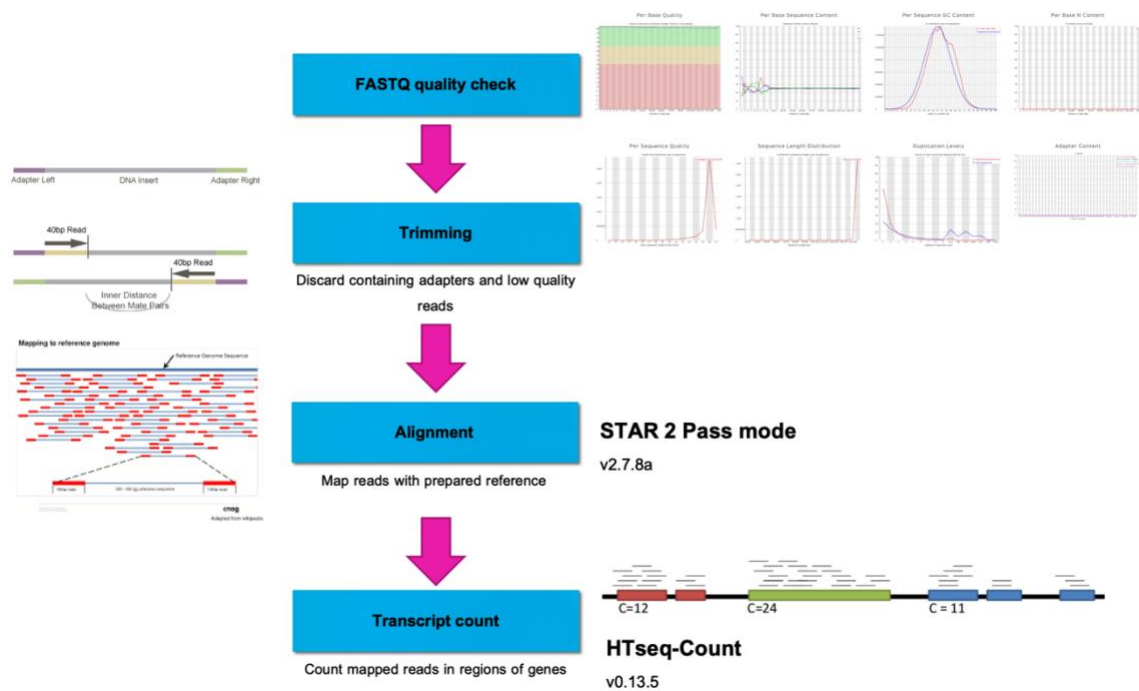 Per Base Quality
Per Base Sequence Content
Per Sequence GC Content
Per Base N Content
FASTQ quality check
Per Sequence Quality
Sequence Length Distribution
Duplication Levels
Adapter Content
Adapter Left
DNA Insert
Adapter Right
40bp Read
40bp Read
Inner Distance
Between Mate Pairs
Trimming
Discard containing adapters and low quality
reads
Mapping to reference genome
Reference Genome Sequence
cnag
Adapted from wikipedia
Alignment
Map reads with prepared reference
STAR 2 Pass mode
v2.7.8a
Transcript count
Count mapped reads in regions of genes
C=12
C=24
C = 11
HTseq-Count
v0.13.5